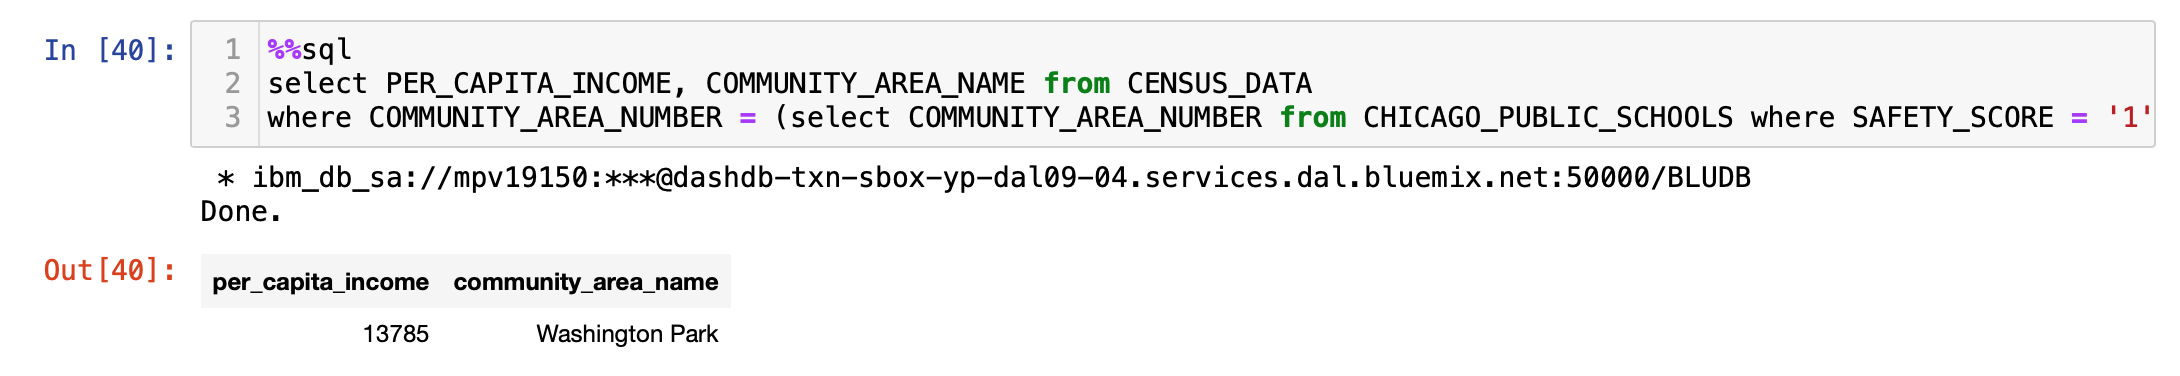 In [40]:
1 %%sql
2 select PER_CAPITA_INCOME, COMMUNITY_AREA_NAME from CENSUS_DATA
3 where COMMUNITY_AREA_NUMBER = (select COMMUNITY_AREA_NUMBER from CHICAGO_PUBLIC_SCHOOLS where SAFETY_SCORE = '1'
* ibm_db_sa://mpv19150:***@dashdb-txn-sbox-yp-dal09-04.services.dal.bluemix.net:50000/BLUDB
Done.
Out[40]:
per_capita_income community_area_name
13785 Washington Park